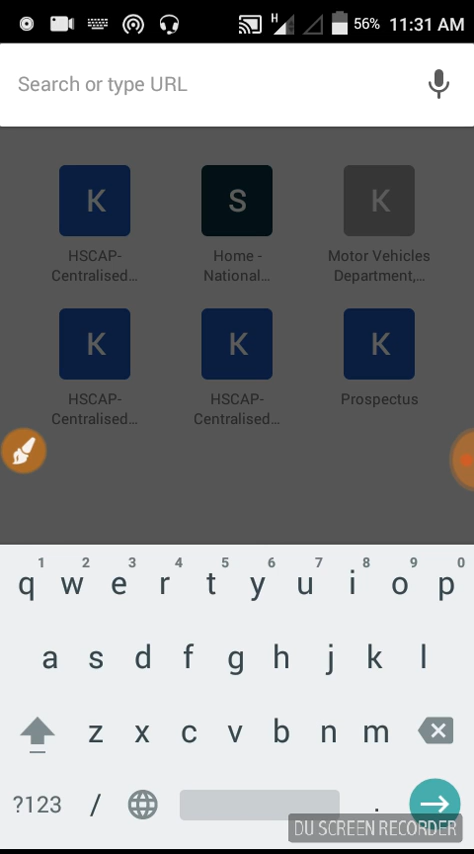 H 56% 11:31 AM
Search or type URL
K S K
HSCAP- Home - Motor Vehicles
Centralised... National... Department,...
K K K
HSCAP- HSCAP- Prospectus
Centralised... Centralised...
1 2 3 4 5 6 7 8 9 0
q w e r t y u i o p
a s d f g h j k l
z x c v b n m
?123 / .
DU SCREEN RECORDER